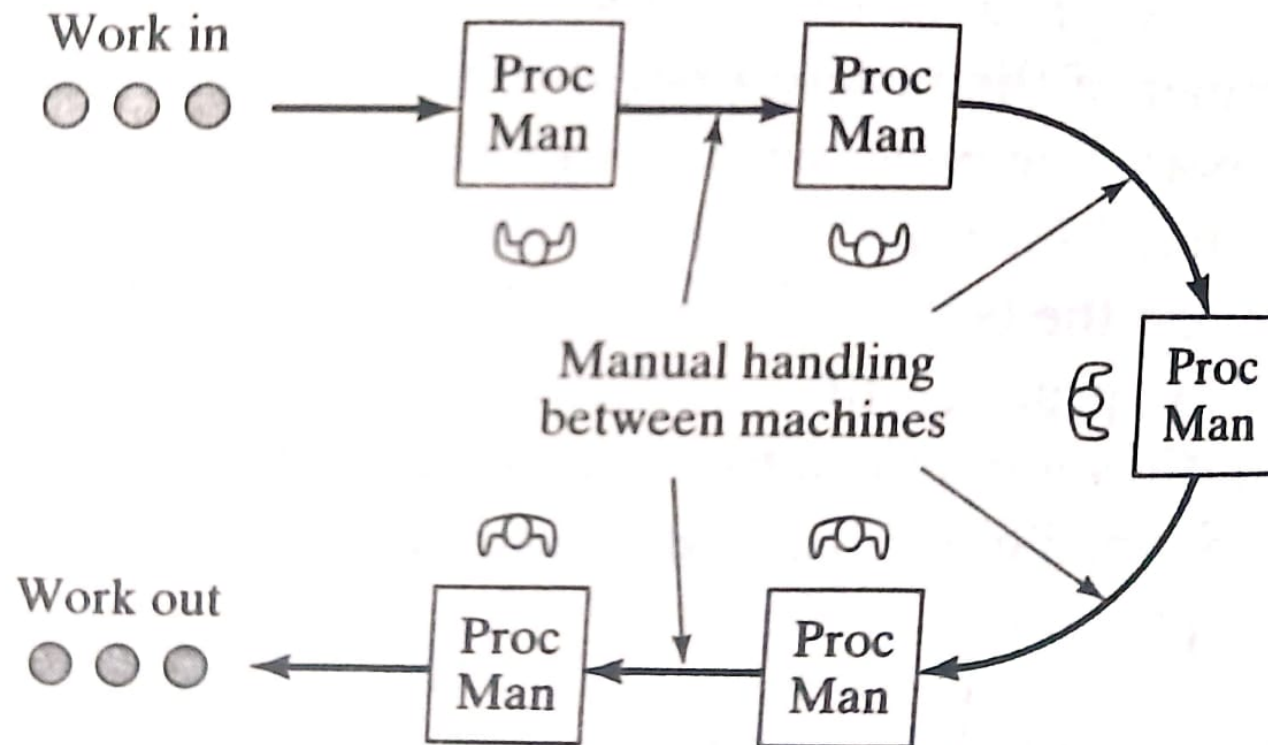 Work in
Proc
Man
Proc
Man
Manual handling
between machines
Proc
Man
Work out
Proc
Man
Proc
Man